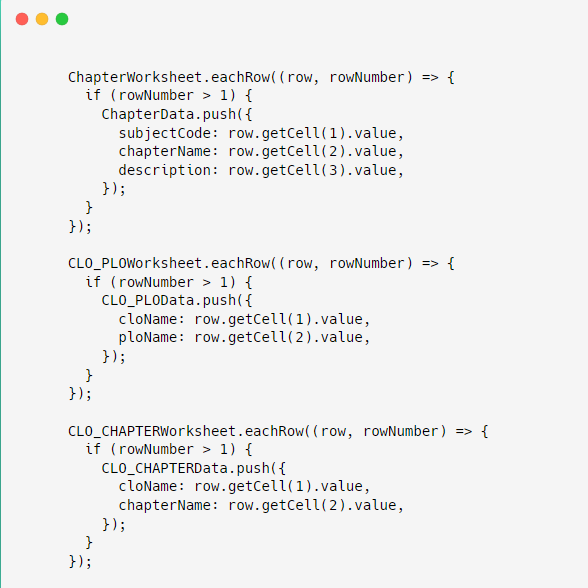 ChapterWorksheet.eachRow((row, rowNumber) => {
  if (rowNumber > 1) {
    ChapterData.push({
      subjectCode: row.getCell(1).value,
      chapterName: row.getCell(2).value,
      description: row.getCell(3).value,
    });
  }
});

CLO_PLOWorksheet.eachRow((row, rowNumber) => {
  if (rowNumber > 1) {
    CLO_PLOData.push({
      cloName: row.getCell(1).value,
      ploName: row.getCell(2).value,
    });
  }
});

CLO_CHAPTERWorksheet.eachRow((row, rowNumber) => {
  if (rowNumber > 1) {
    CLO_CHAPTERData.push({
      cloName: row.getCell(1).value,
      chapterName: row.getCell(2).value,
    });
  }
});